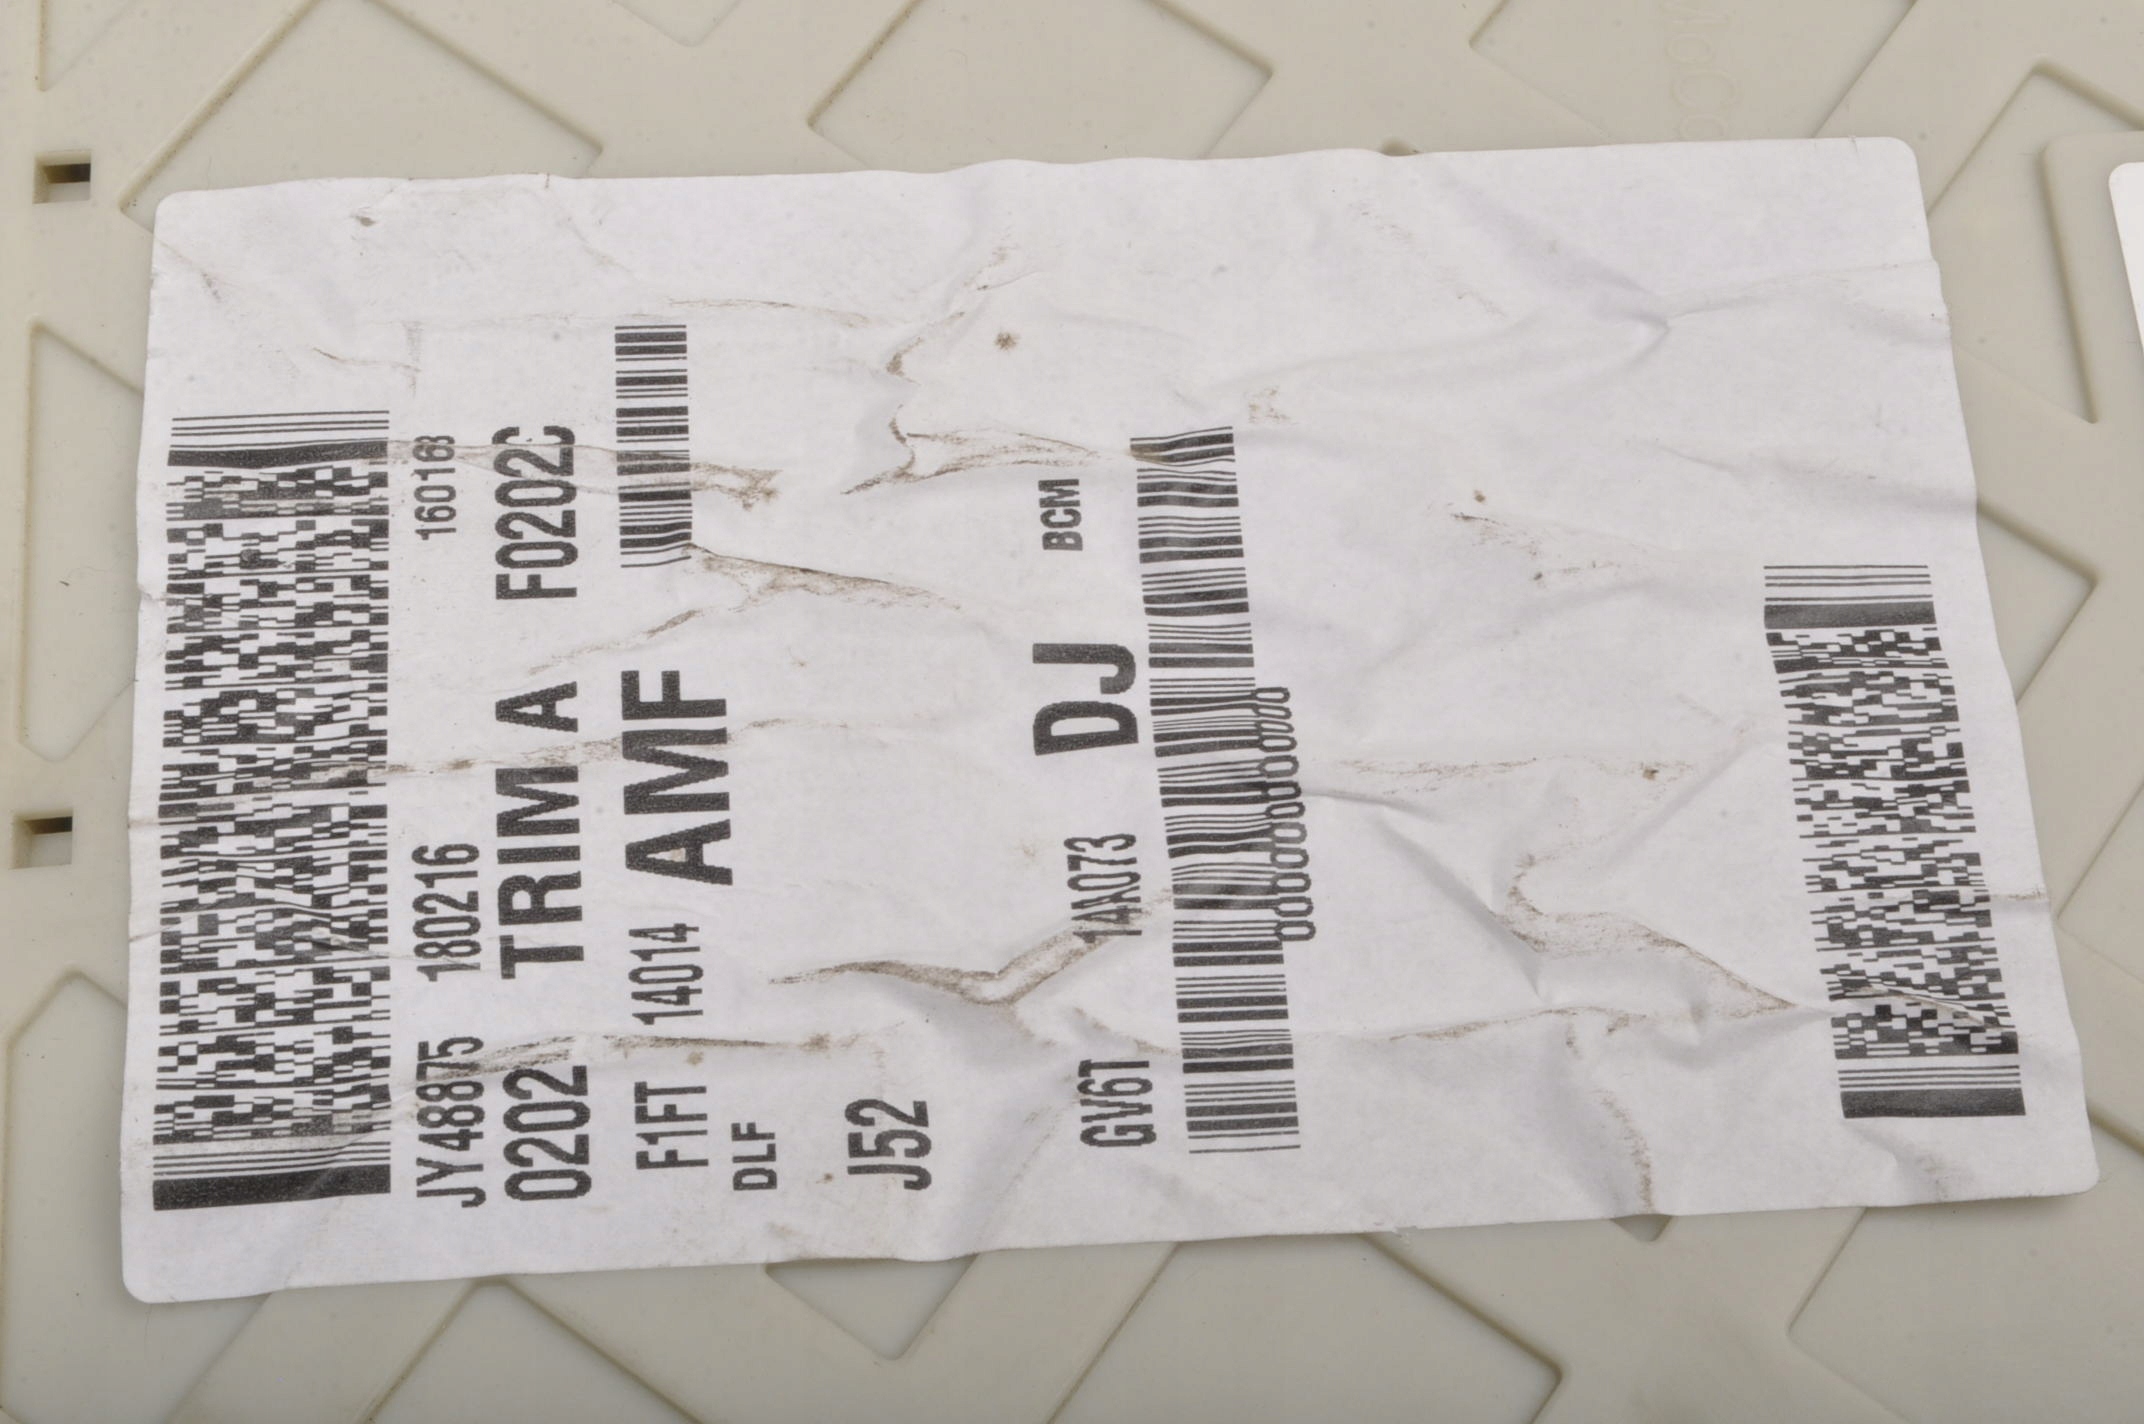 JY48875 180216 160168
0202 TRIM A F0202C
F1FT 14014 AMF
DLF
J52
GV6T 14A073 DJ BCM